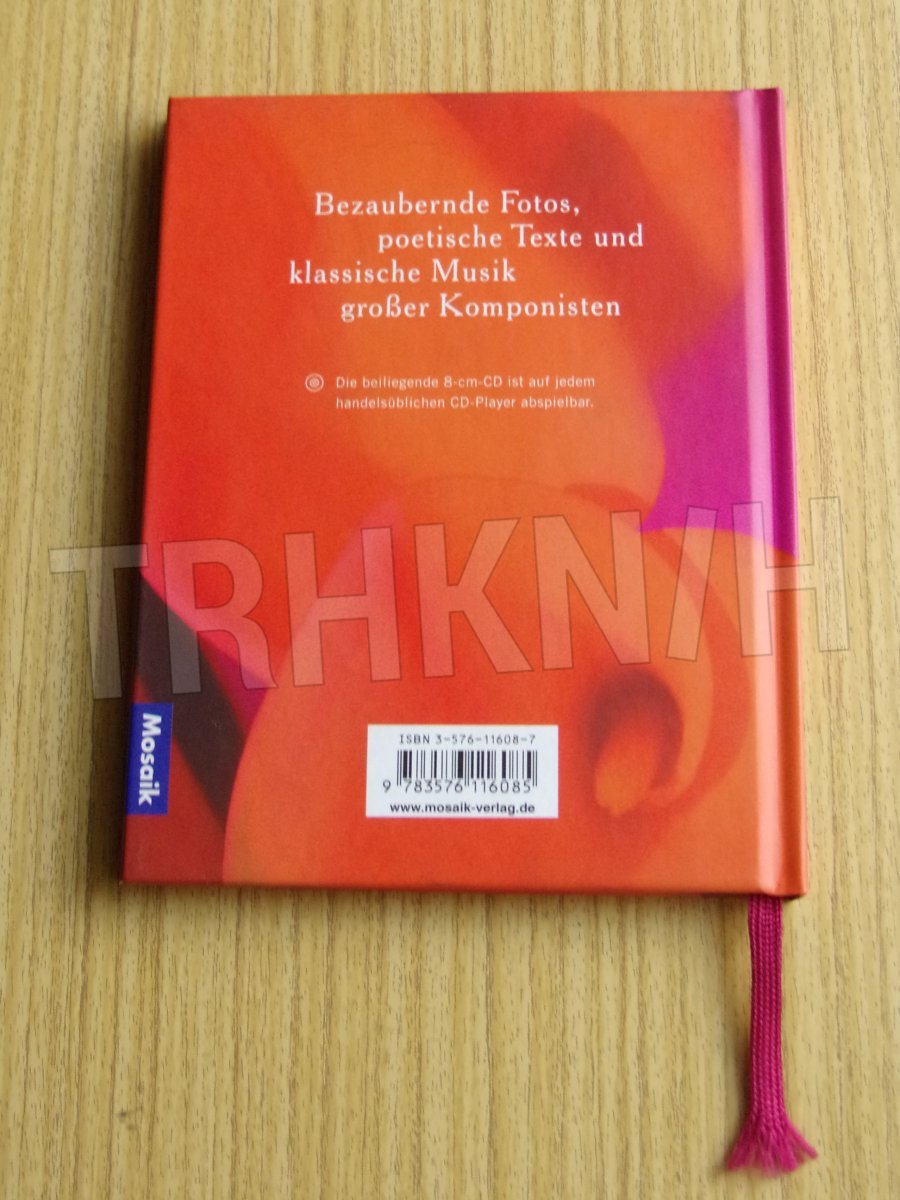 Bezaubernde Fotos,
poetische Texte und
klassische Musik
großer Komponisten
Die beiliegende 8-cm-CD ist auf jedem
handelsüblichen CD-Player abspielbar.
TRHKN/H
Mosaik
ISBN 3-576-11608-7
9 783576 116085
www.mosaik-verlag.de